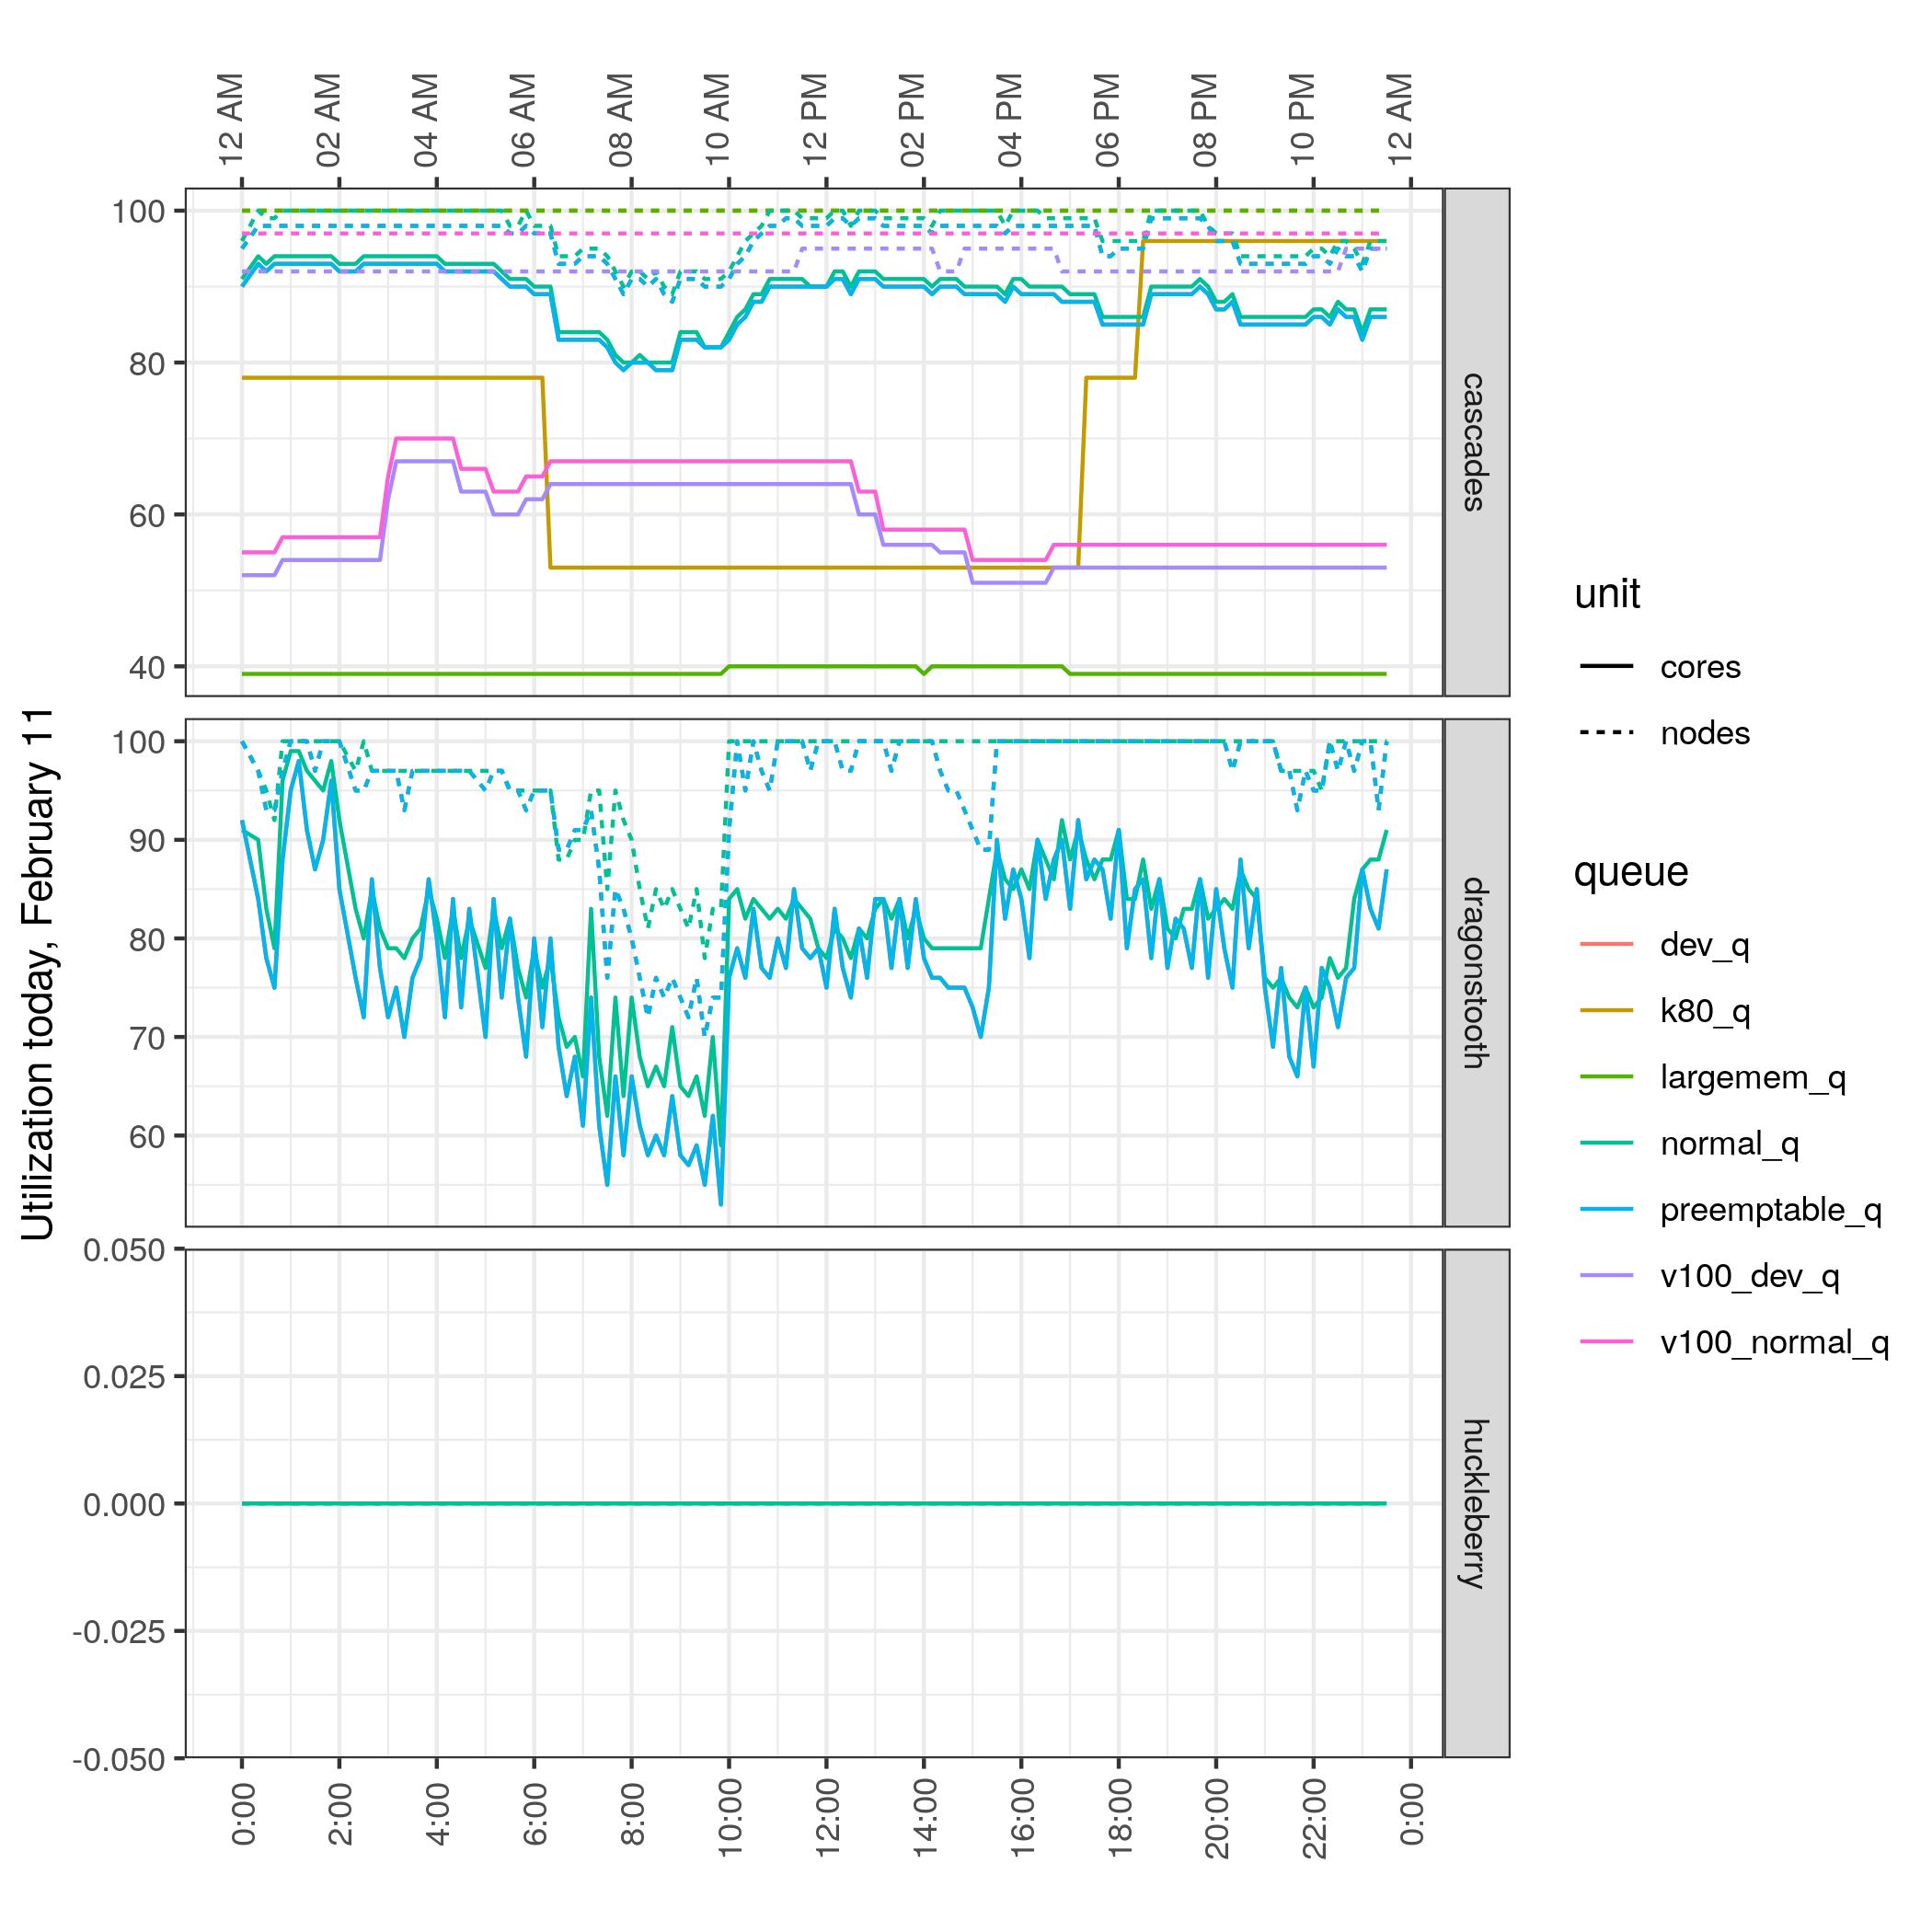 12 AM
02 AM
04 AM
06 AM
08 AM
10 AM
12 PM
02 PM
04 PM
06 PM
08 PM
10 PM
12 AM
Utilization today, February 11
100
80
60
40
cascades
100
90
80
70
60
dragonstooth
0.050
0.025
0.000
-0.025
-0.050
huckleberry
0:00
2:00
4:00
6:00
8:00
10:00
12:00
14:00
16:00
18:00
20:00
22:00
0:00
unit
cores
nodes
queue
dev_q
k80_q
largemem_q
normal_q
preemptable_q
v100_dev_q
v100_normal_q